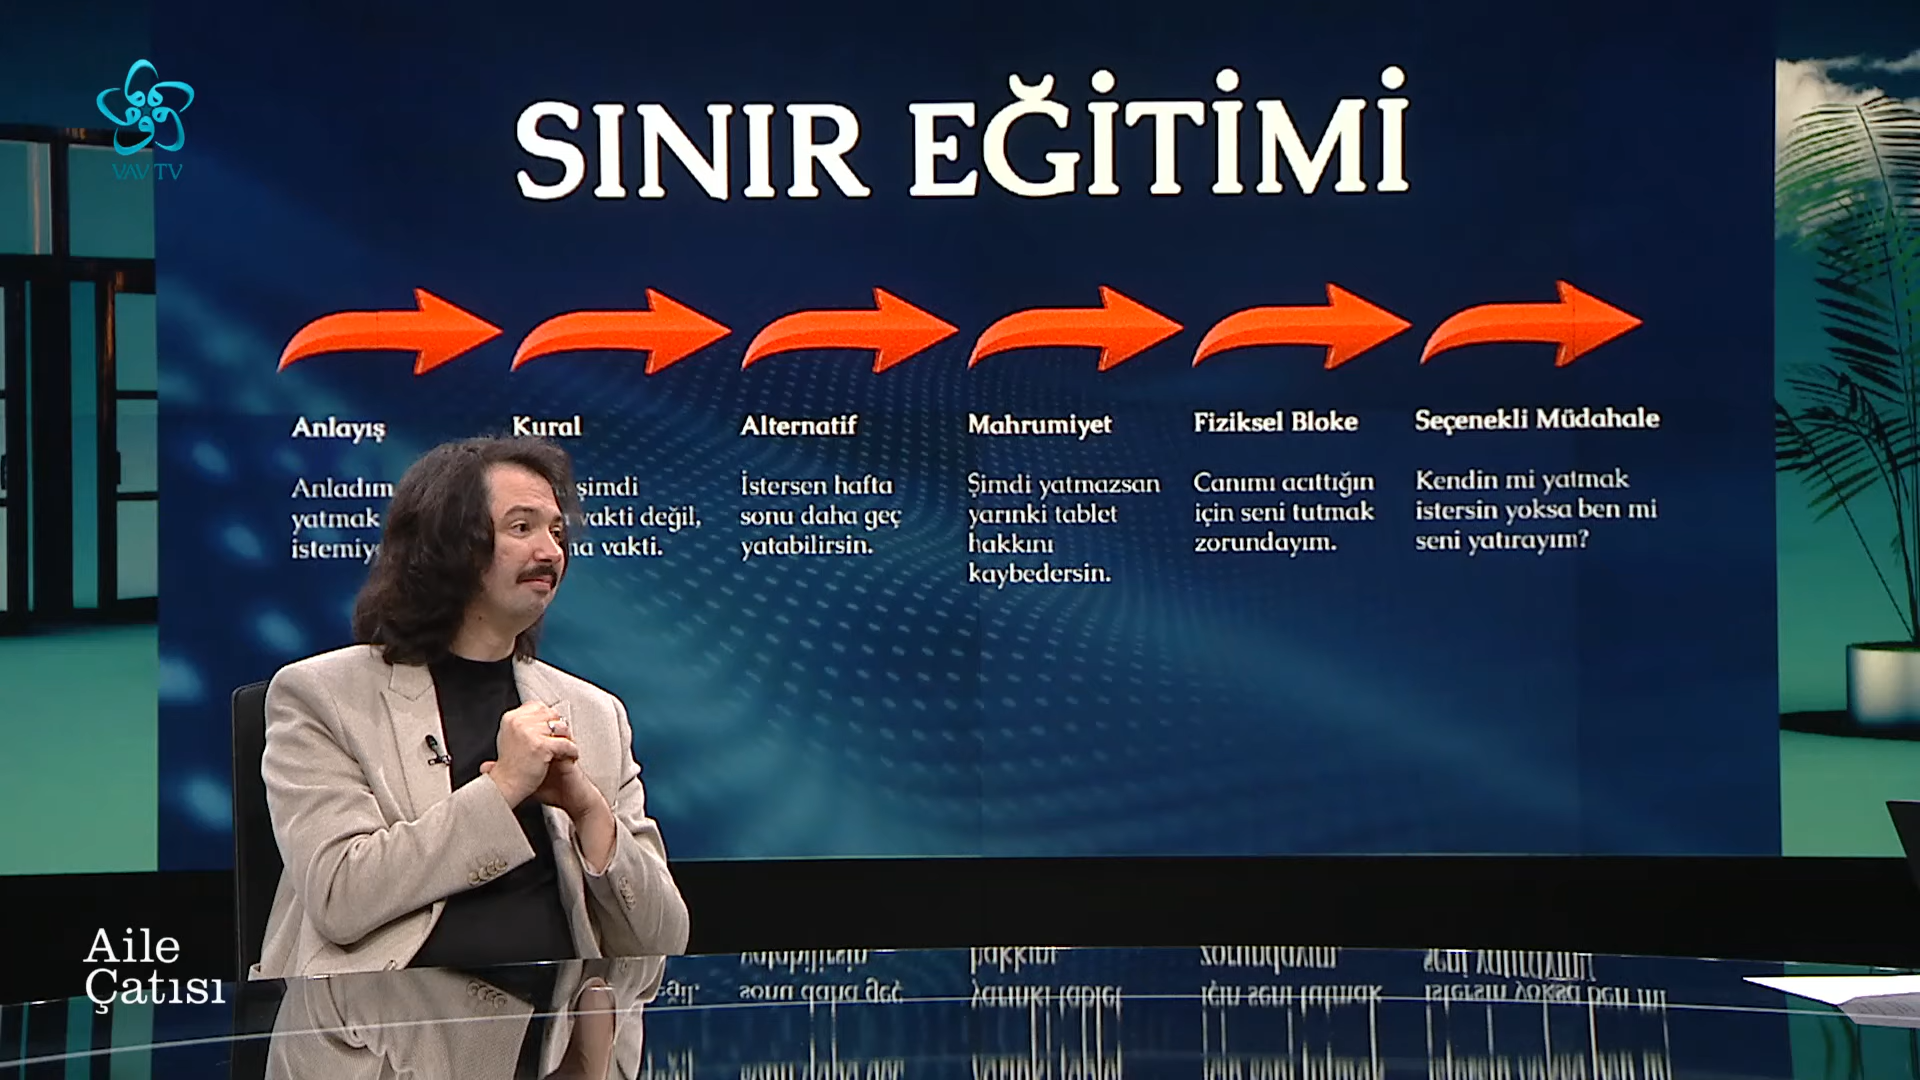 VAV TV
SINIR EĞİTİMİ
Anlayış
Anladım
yatmak
Kural
şimdi
vakti değil,
vakti.
Alternatif
İstersen hafta
sonu daha geç
yatabilirsin.
Mahrumiyet
Şimdi yatmazsan
yarınki tablet
hakkını
kaybedersin.
Fiziksel Bloke
Canımı acıttığın
için seni tutmak
zorundayım.
Seçenekli Müdahale
Kendin mi yatmak
istersin yoksa ben mi
seni yatırayım?
Aile
Çatısı